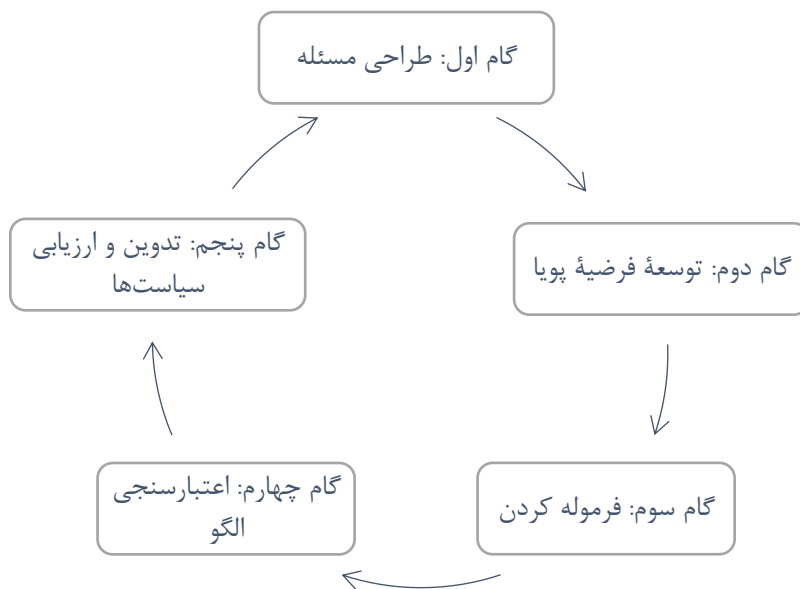 گام اول: طراحی مسئله
گام دوم: توسعهٔ فرضیهٔ پویا
گام سوم: فرموله کردن
گام چهارم: اعتبارسنجی
الگو
گام پنجم: تدوین و ارزیابی
سیاست‌ها